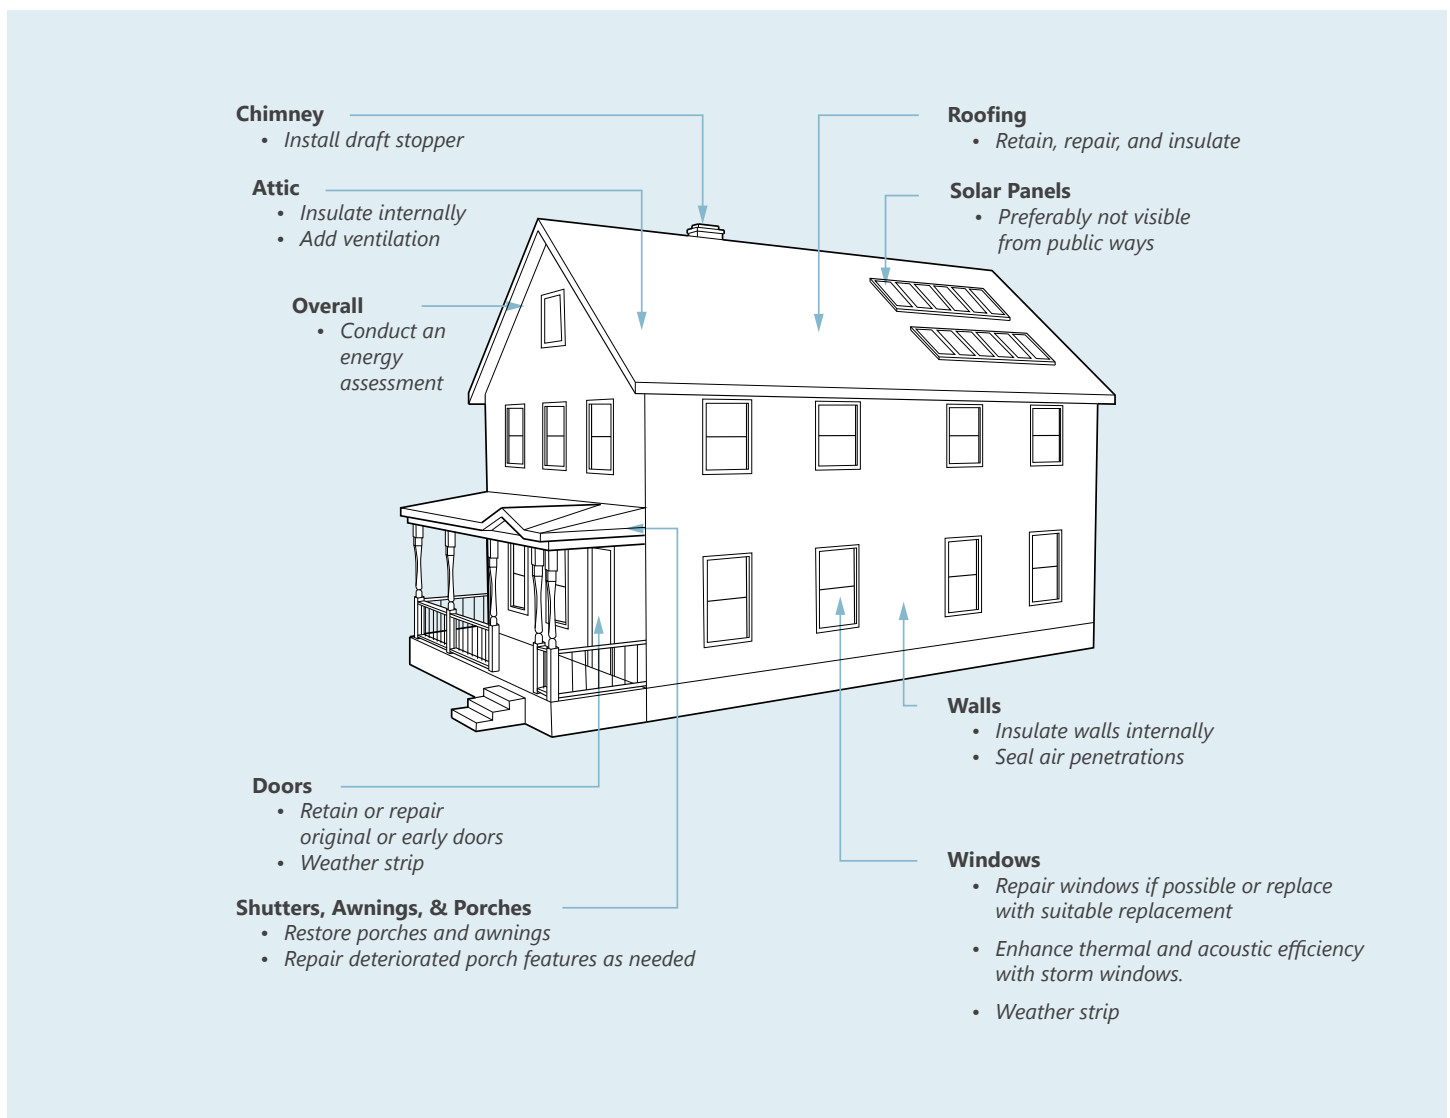 Chimney
• Install draft stopper
Attic
• Insulate internally
• Add ventilation
Overall
• Conduct an
energy
assessment
Roofing
• Retain, repair, and insulate
Solar Panels
• Preferably not visible
from public ways
Doors
• Retain or repair
original or early doors
• Weather strip
Shutters, Awnings, & Porches
• Restore porches and awnings
• Repair deteriorated porch features as needed
Walls
• Insulate walls internally
• Seal air penetrations
Windows
• Repair windows if possible or replace
with suitable replacement
• Enhance thermal and acoustic efficiency
with storm windows.
• Weather strip